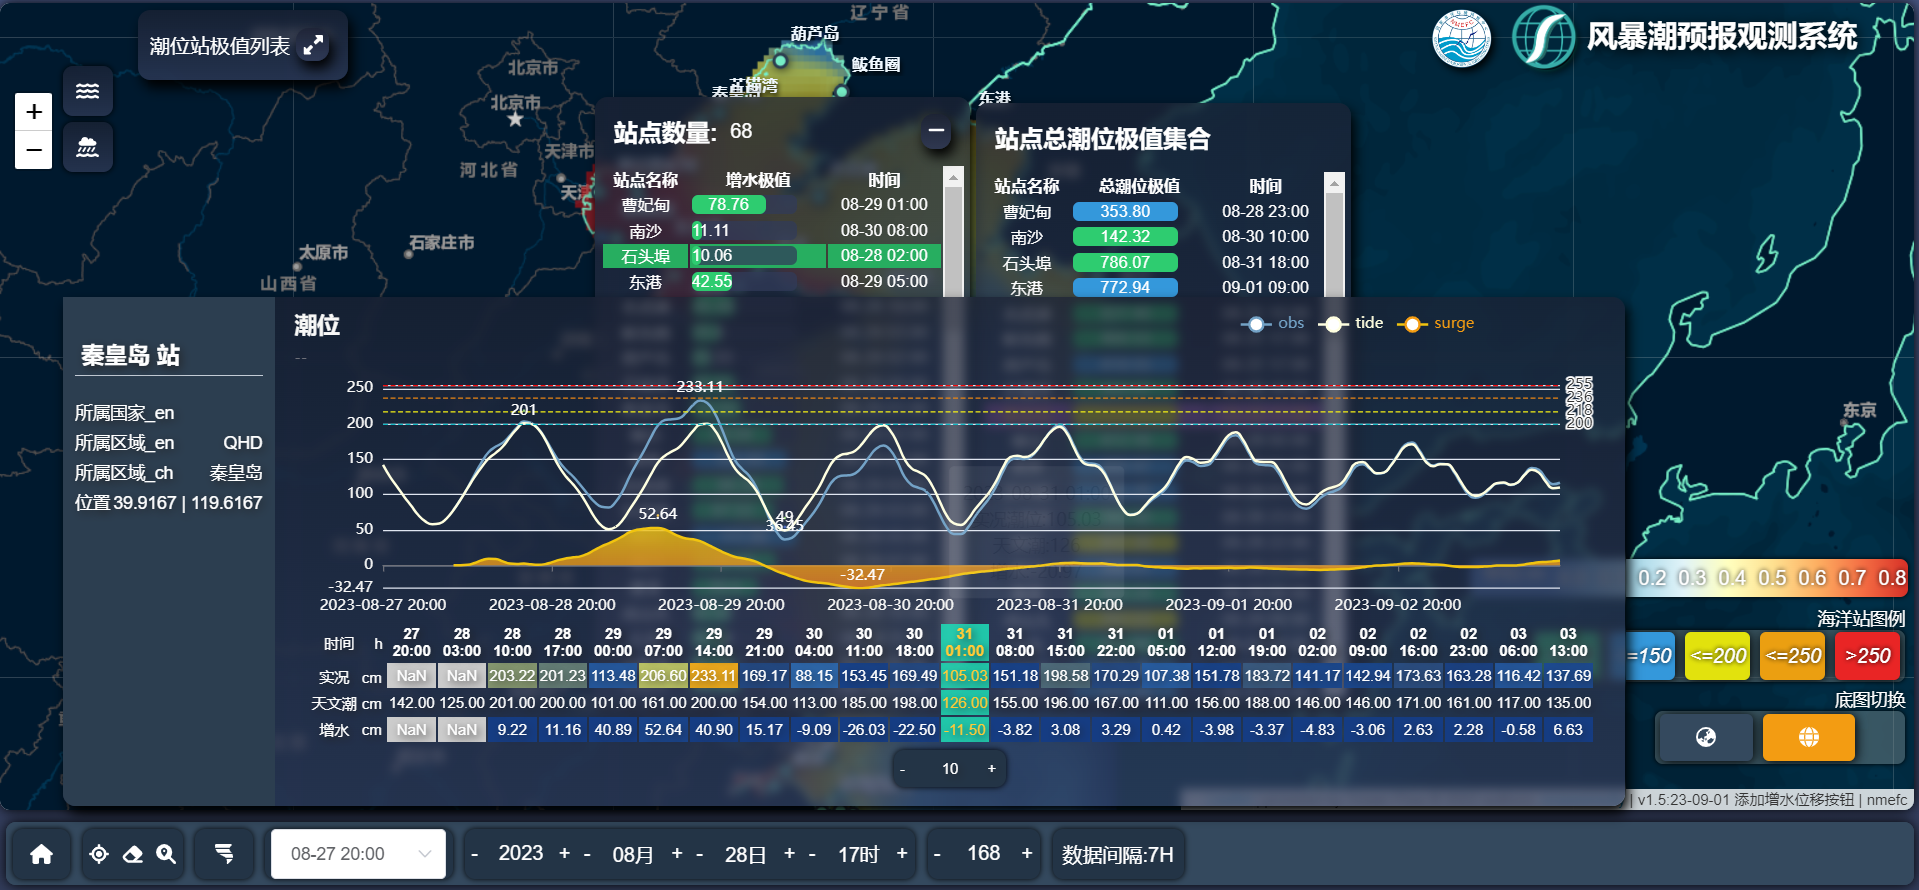 潮位站极值列表
风暴潮预报观测系统
辽宁省
葫芦岛
鲅鱼圈
北京市
北京市
东港
天津市
河北省
太原市
石家庄市
山西省
东京
+
−
站点数量: 68
站点名称 增水极值 时间
曹妃甸 78.76 08-29 01:00
南沙 11.11 08-30 08:00
石头埠 10.06 08-28 02:00
东港 42.55 08-29 05:00
站点总潮位极值集合
站点名称 总潮位极值 时间
曹妃甸 353.80 08-28 23:00
南沙 142.32 08-30 10:00
石头埠 786.07 08-31 18:00
东港 772.94 09-01 09:00
秦皇岛 站
所属国家_en
所属区域_en QHD
所属区域_ch 秦皇岛
位置 39.9167 | 119.6167
潮位
--
obs tide surge
250
200
150
100
50
0
-32.47
255
236
218
200
201
233.11
52.64
49
36.45
-32.47
2023-08-27 20:00 2023-08-28 20:00 2023-08-29 20:00 2023-08-30 20:00 2023-08-31 20:00 2023-09-01 20:00 2023-09-02 20:00
时间 h 27 20:00 28 03:00 28 10:00 28 17:00 29 00:00 29 07:00 29 14:00 29 21:00 30 04:00 30 11:00 30 18:00 31 01:00 31 08:00 31 15:00 31 22:00 01 05:00 01 12:00 01 19:00 02 02:00 02 09:00 02 16:00 02 23:00 03 06:00 03 13:00
实况 cm NaN NaN 203.22 201.23 113.48 206.60 233.11 169.17 88.15 153.45 169.49 105.03 151.18 198.58 170.29 107.38 151.78 183.72 141.17 142.94 173.63 163.28 116.42 137.69
天文潮 cm 142.00 125.00 201.00 200.00 101.00 161.00 200.00 154.00 113.00 185.00 198.00 126.00 155.00 196.00 167.00 111.00 156.00 188.00 146.00 146.00 171.00 161.00 117.00 135.00
增水 cm NaN NaN 9.22 11.16 40.89 52.64 40.90 15.17 -9.09 -26.03 -22.50 -11.50 -3.82 3.08 3.29 0.42 -3.98 -3.37 -4.83 -3.06 2.63 2.28 -0.58 6.63
- 10 +
0.2 0.3 0.4 0.5 0.6 0.7 0.8
海洋站图例
=150 <=200 <=250 >250
底图切换
| v1.5:23-09-01 添加增水位移按钮 | nmefc
08-27 20:00 - 2023 + - 08月 + - 28日 + - 17时 + - 168 + 数据间隔:7H